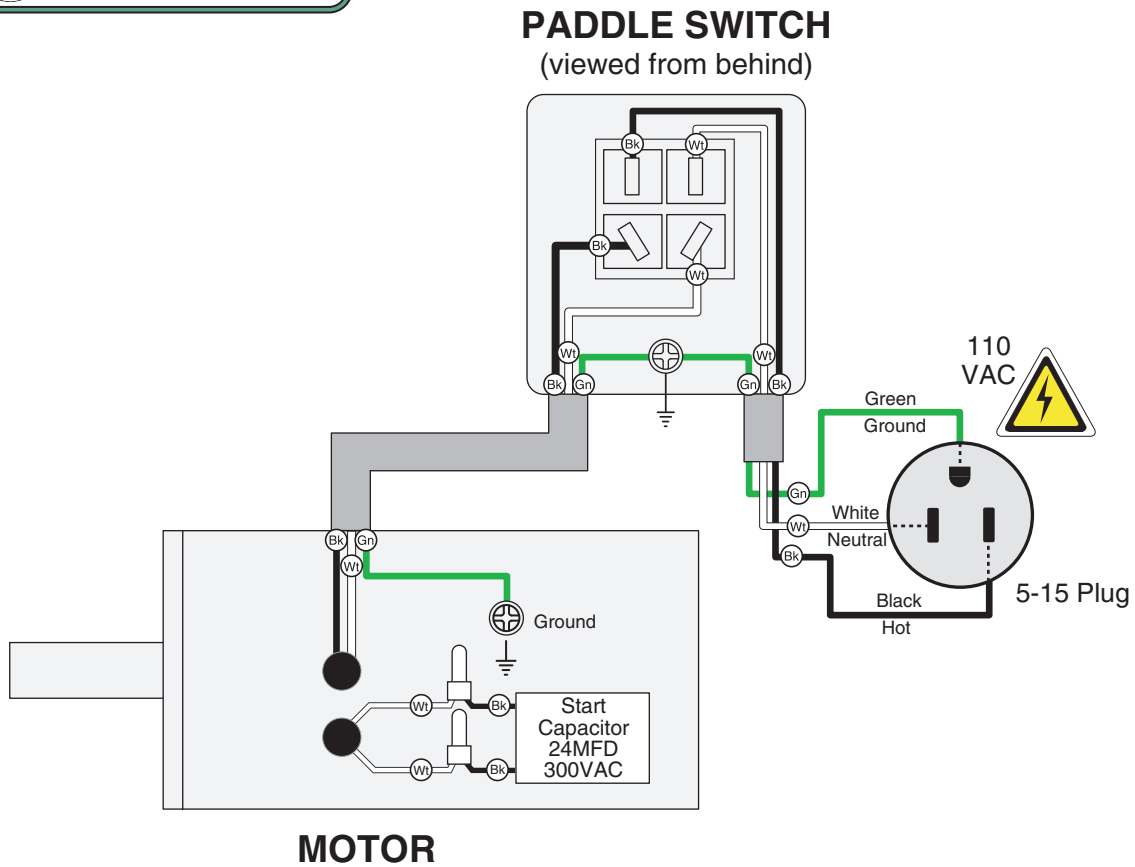 PADDLE SWITCH
(viewed from behind)
Bk
Wt
Bk
Wt
Wt
Wt
Bk
Gn
Gn
Bk
110
VAC
Green
Ground
Gn
White
Wt
Neutral
Bk
5-15 Plug
Black
Hot
Bk
Gn
Wt
Ground
Wt
Bk
Start
Capacitor
24MFD
300VAC
Wt
Bk
MOTOR